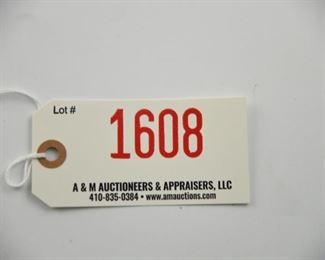 Lot #
1608
A & M AUCTIONEERS & APPRAISERS, LLC
410-835-0384 • www.amauctions.com